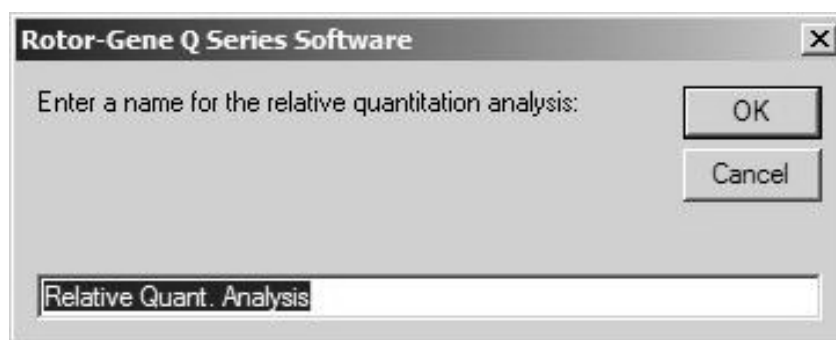 Rotor-Gene Q Series Software
Enter a name for the relative quantitation analysis:
OK
Cancel
Relative Quant. Analysis